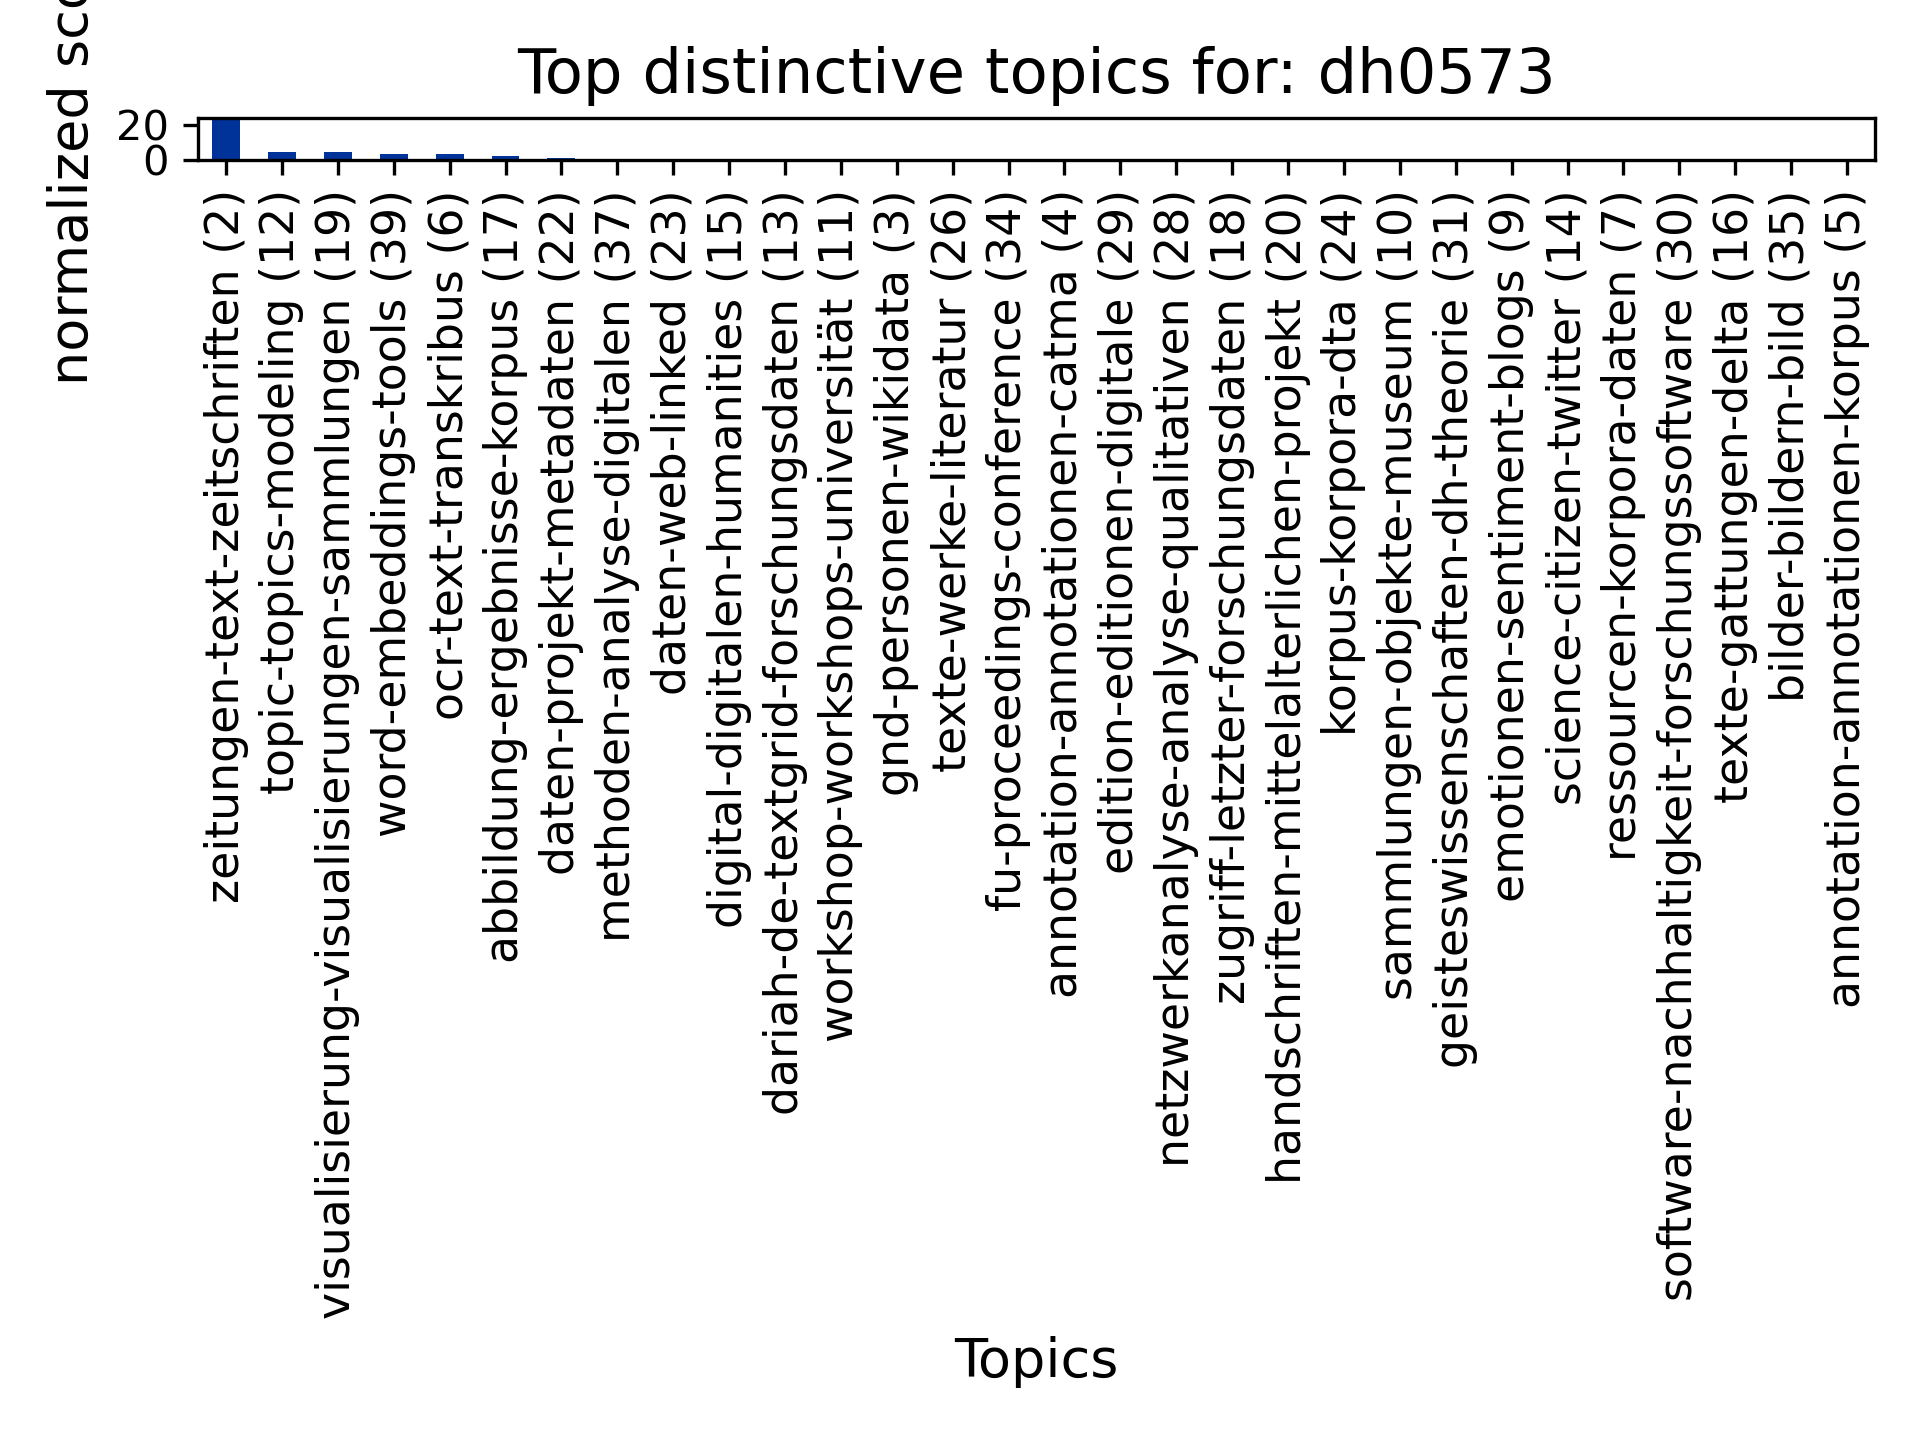 Top distinctive topics for: dh0573
normalized sco
20
0
zeitungen-text-zeitschriften (2)
topic-topics-modeling (12)
visualisierung-visualisierungen-sammlungen (19)
word-embeddings-tools (39)
ocr-text-transkribus (6)
abbildung-ergebnisse-korpus (17)
daten-projekt-metadaten (22)
methoden-analyse-digitalen (37)
daten-web-linked (23)
digital-digitalen-humanities (15)
dariah-de-textgrid-forschungsdaten (13)
workshop-workshops-universität (11)
gnd-personen-wikidata (3)
texte-werke-literatur (26)
fu-proceedings-conference (34)
annotation-annotationen-catma (4)
edition-editionen-digitale (29)
netzwerkanalyse-analyse-qualitativen (28)
zugriff-letzter-forschungsdaten (18)
handschriften-mittelalterlichen-projekt (20)
korpus-korpora-dta (24)
sammlungen-objekte-museum (10)
geisteswissenschaften-dh-theorie (31)
emotionen-sentiment-blogs (9)
science-citizen-twitter (14)
ressourcen-korpora-daten (7)
software-nachhaltigkeit-forschungssoftware (30)
texte-gattungen-delta (16)
bilder-bildern-bild (35)
annotation-annotationen-korpus (5)
Topics